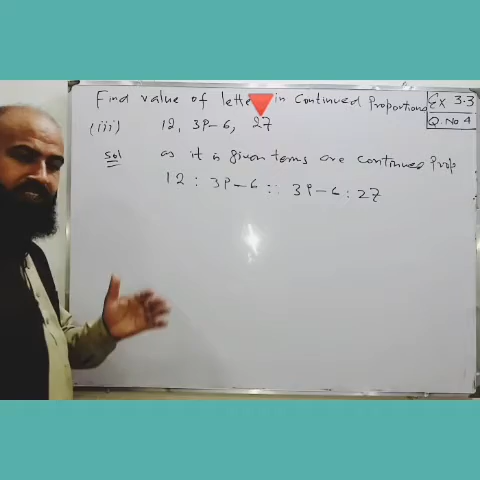 Find value of letter in Continued Proportion
Ex 3.3
Q.No 4
(iii) 12, 3P-6, 27
Sol as it is given terms are continued Prop
12 : 3P-6 :: 3P-6 : 27